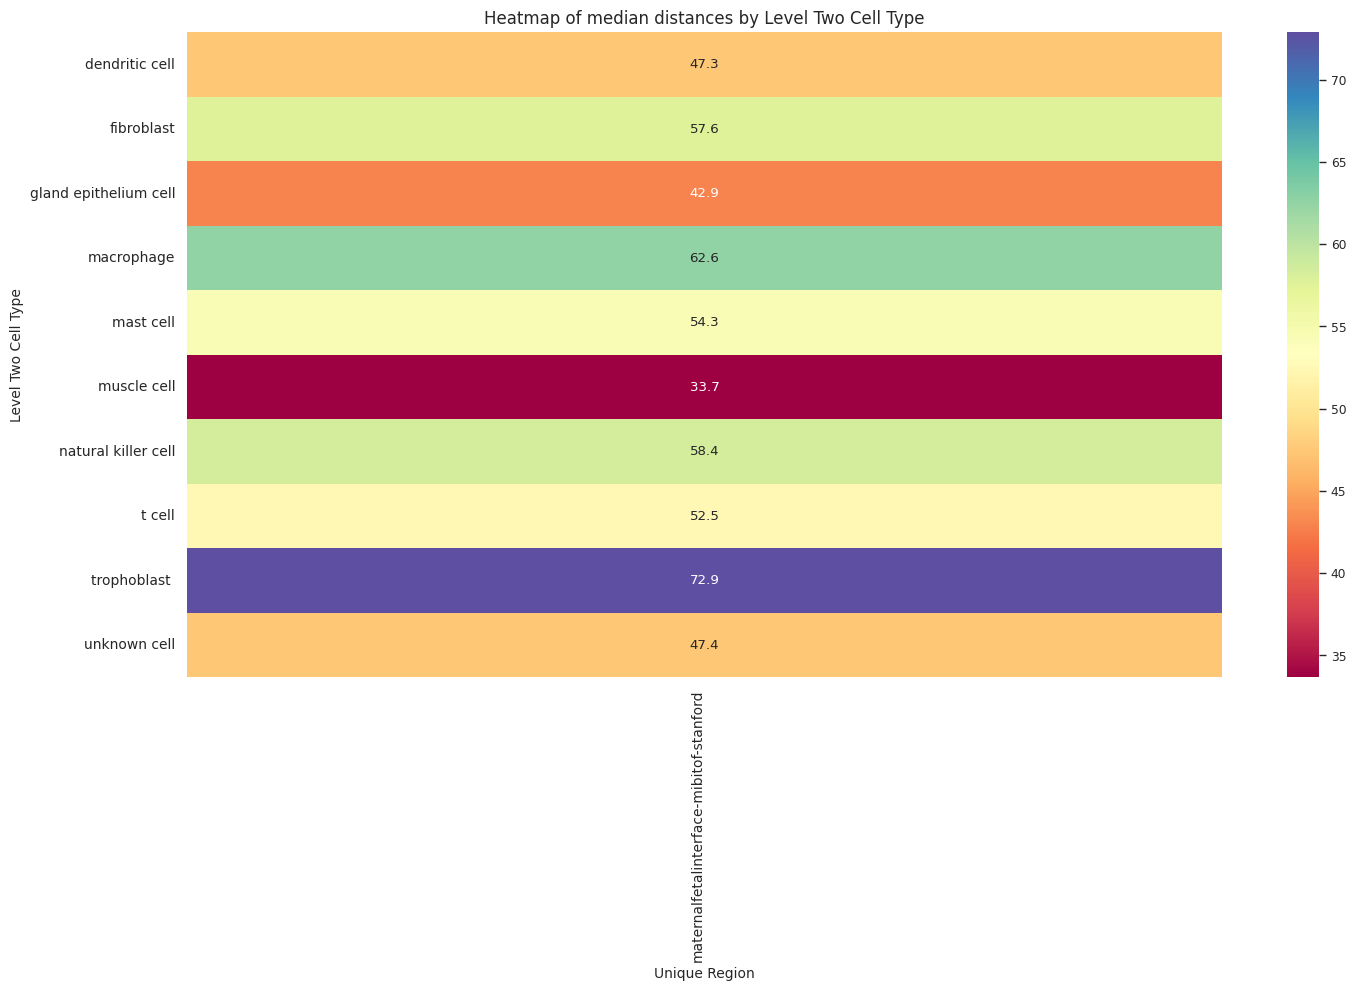 Heatmap of median distances by Level Two Cell Type
Level Two Cell Type
dendritic cell
47.3
fibroblast
57.6
gland epithelium cell
42.9
macrophage
62.6
mast cell
54.3
muscle cell
33.7
natural killer cell
58.4
t cell
52.5
trophoblast
72.9
unknown cell
47.4
70
65
60
55
50
45
40
35
maternalfetalinterface-mibitof-stanford
Unique Region